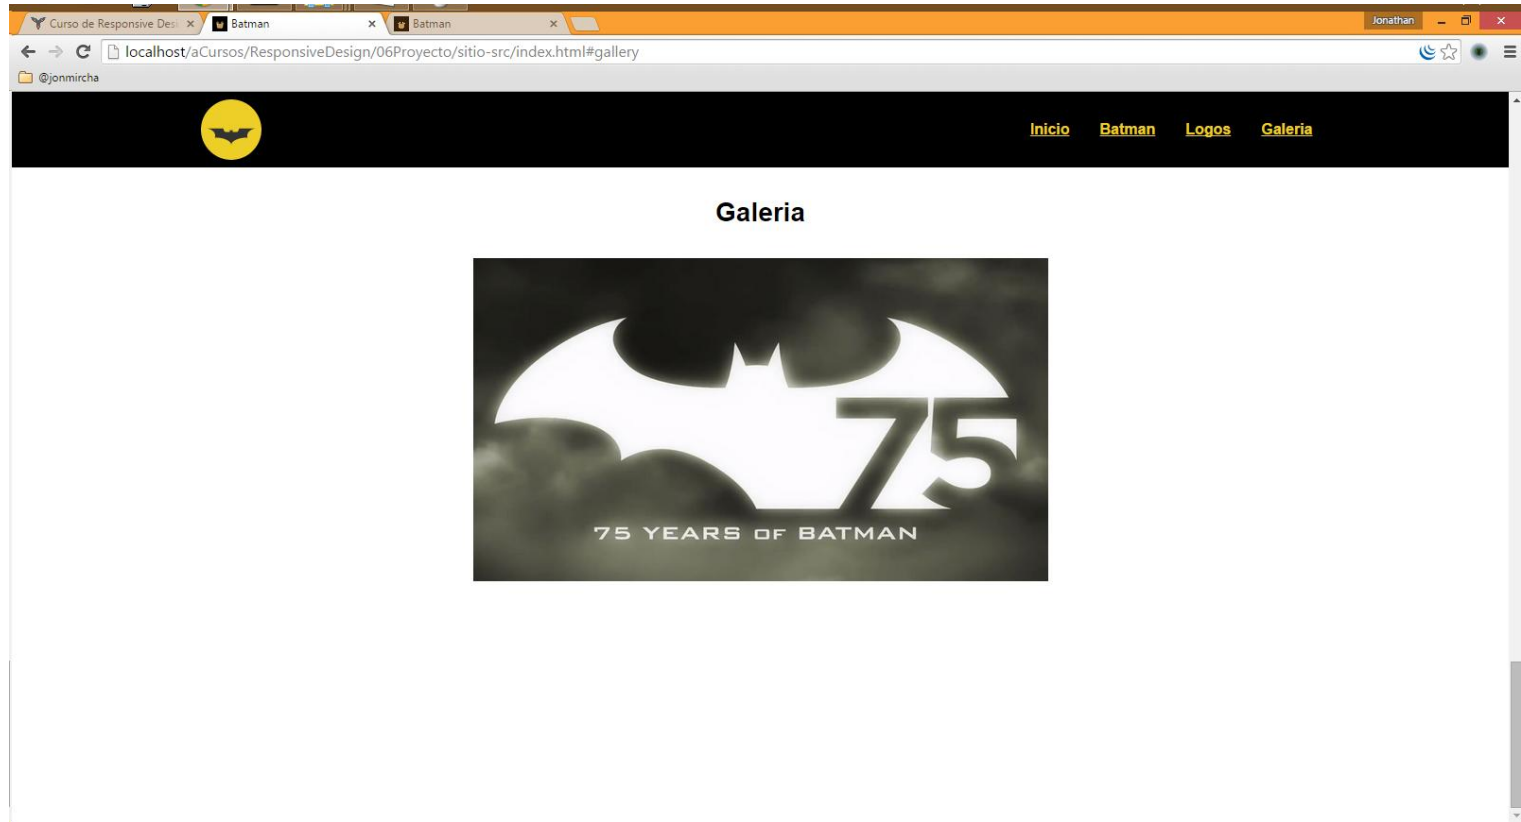 Curso de Responsive Desi
Batman
Batman
Jonathan
localhost/aCursos/ResponsiveDesign/06Proyecto/sitio-src/index.html#gallery
@jonmircha
Inicio Batman Logos Galeria
Galeria
75
75 YEARS OF BATMAN